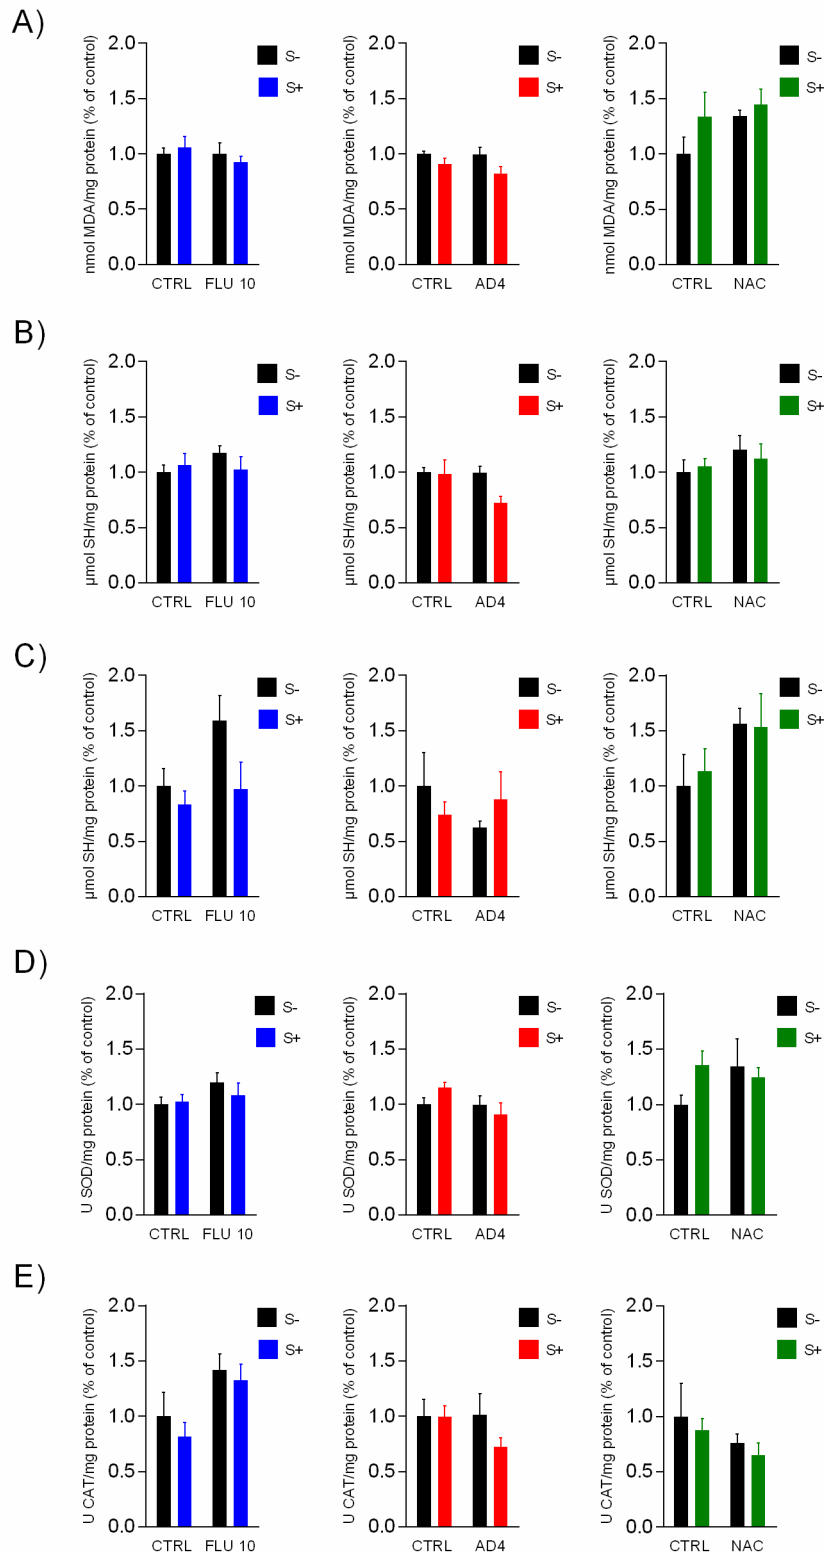 A)
nmol MDA/mg protein (% of control)
2.0
1.5
1.0
0.5
0.0
CTRL FLU 10
S-
S+
nmol MDA/mg protein (% of control)
2.0
1.5
1.0
0.5
0.0
CTRL AD4
S-
S+
nmol MDA/mg protein (% of control)
2.0
1.5
1.0
0.5
0.0
CTRL NAC
S-
S+
B)
µmol SH/mg protein (% of control)
2.0
1.5
1.0
0.5
0.0
CTRL FLU 10
S-
S+
µmol SH/mg protein (% of control)
2.0
1.5
1.0
0.5
0.0
CTRL AD4
S-
S+
µmol SH/mg protein (% of control)
2.0
1.5
1.0
0.5
0.0
CTRL NAC
S-
S+
C)
µmol SH/mg protein (% of control)
2.0
1.5
1.0
0.5
0.0
CTRL FLU 10
S-
S+
µmol SH/mg protein (% of control)
2.0
1.5
1.0
0.5
0.0
CTRL AD4
S-
S+
µmol SH/mg protein (% of control)
2.0
1.5
1.0
0.5
0.0
CTRL NAC
S-
S+
D)
U SOD/mg protein (% of control)
2.0
1.5
1.0
0.5
0.0
CTRL FLU 10
S-
S+
U SOD/mg protein (% of control)
2.0
1.5
1.0
0.5
0.0
CTRL AD4
S-
S+
U SOD/mg protein (% of control)
2.0
1.5
1.0
0.5
0.0
CTRL NAC
S-
S+
E)
U CAT/mg protein (% of control)
2.0
1.5
1.0
0.5
0.0
CTRL FLU 10
S-
S+
U CAT/mg protein (% of control)
2.0
1.5
1.0
0.5
0.0
CTRL AD4
S-
S+
U CAT/mg protein (% of control)
2.0
1.5
1.0
0.5
0.0
CTRL NAC
S-
S+